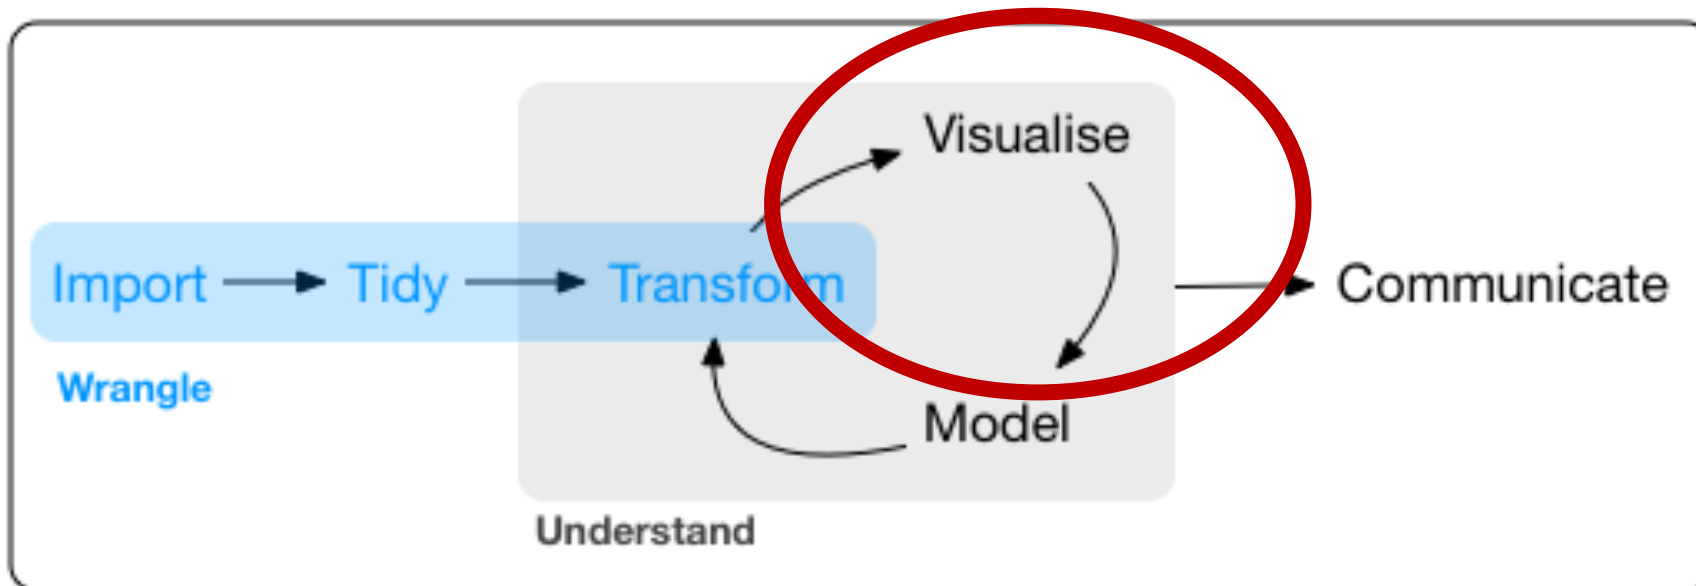 Visualise
Import Tidy Transform
Communicate
Wrangle
Model
Understand